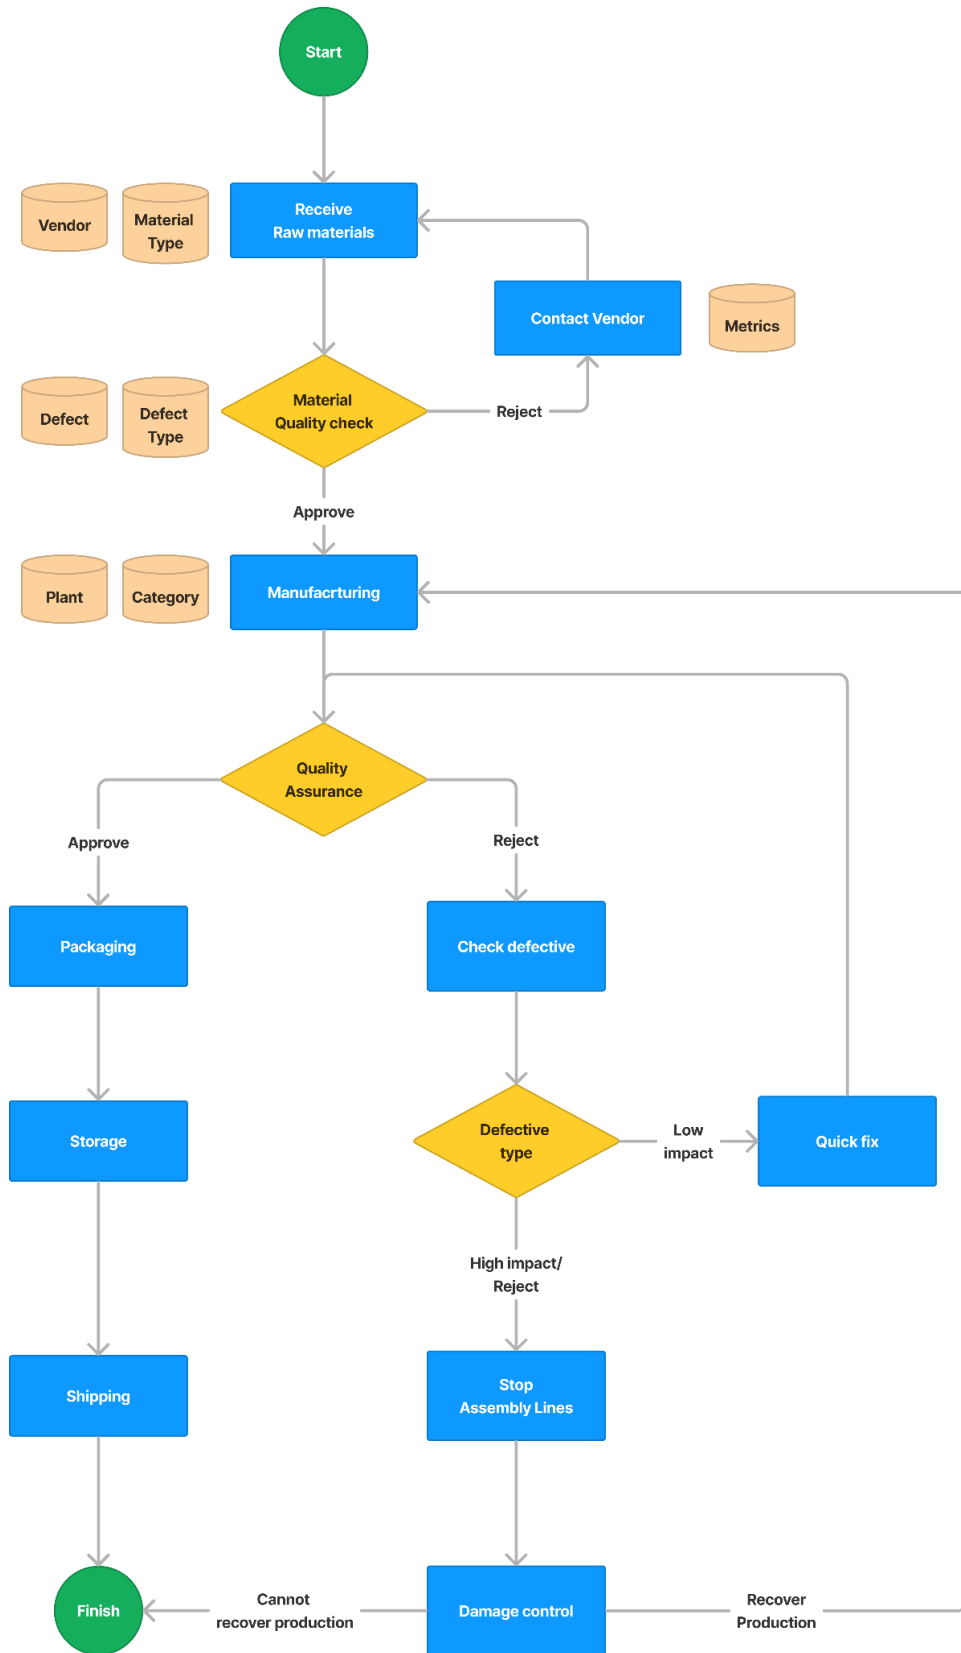 Start
Receive
Raw materials
Vendor
Material
Type
Contact Vendor
Metrics
Material
Quality check
Reject
Defect
Defect
Type
Approve
Manufacrturing
Plant
Category
Quality
Assurance
Approve
Reject
Packaging
Check defective
Storage
Defective
type
Low
impact
Quick fix
High impact/
Reject
Shipping
Stop
Assembly Lines
Finish
Cannot
recover production
Damage control
Recover
Production